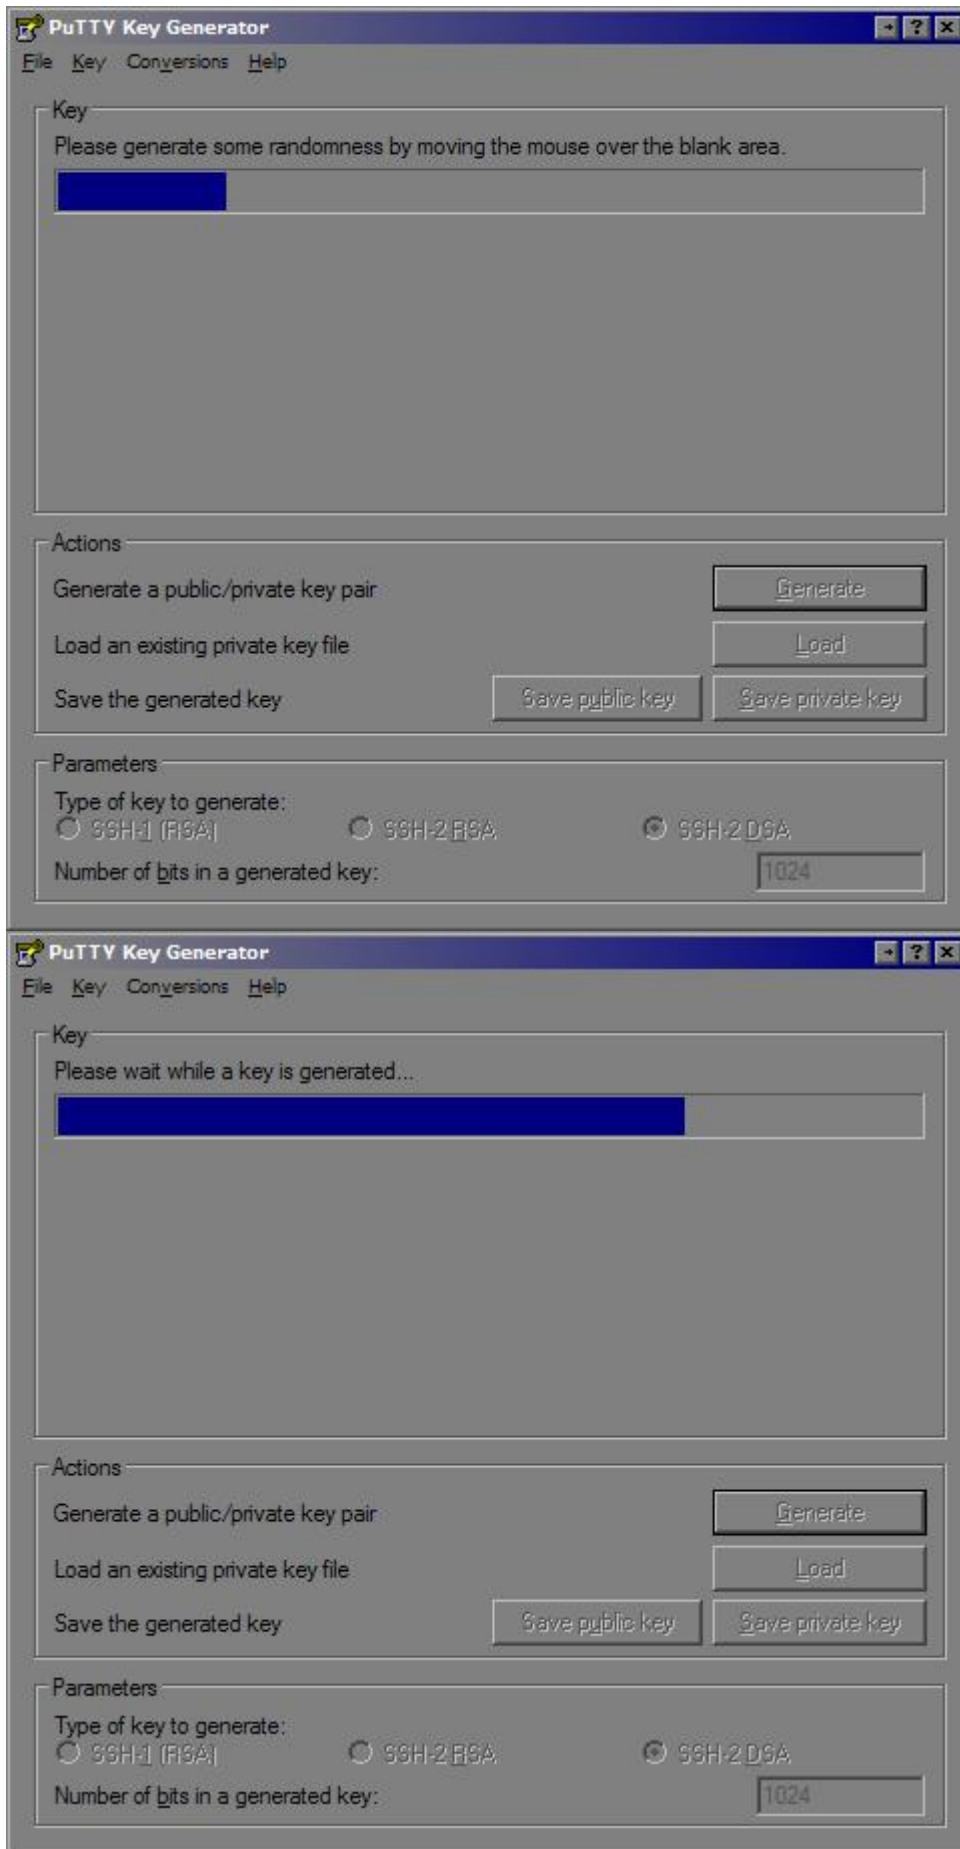 PuTTY Key Generator
File Key Conversions Help
Key
Please generate some randomness by moving the mouse over the blank area.
Actions
Generate a public/private key pair Generate
Load an existing private key file Load
Save the generated key Save public key Save private key
Parameters
Type of key to generate:
SSH-1 (RSA) SSH-2 RSA SSH-2 DSA
Number of bits in a generated key: 1024
PuTTY Key Generator
File Key Conversions Help
Key
Please wait while a key is generated...
Actions
Generate a public/private key pair Generate
Load an existing private key file Load
Save the generated key Save public key Save private key
Parameters
Type of key to generate:
SSH-1 (RSA) SSH-2 RSA SSH-2 DSA
Number of bits in a generated key: 1024